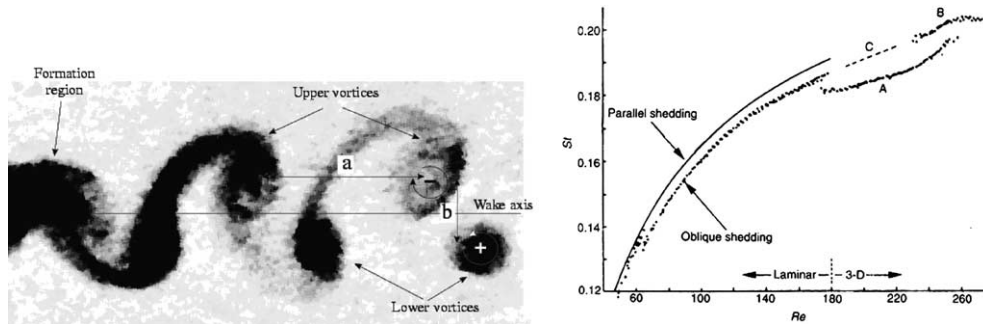 Formation
region
Upper vortices
a
−
b
Wake axis
+
Lower vortices
0.20
0.18
0.16
0.14
0.12
St
B
C
A
Parallel shedding
Oblique shedding
Laminar
3-D
60
100
140
180
220
260
Re